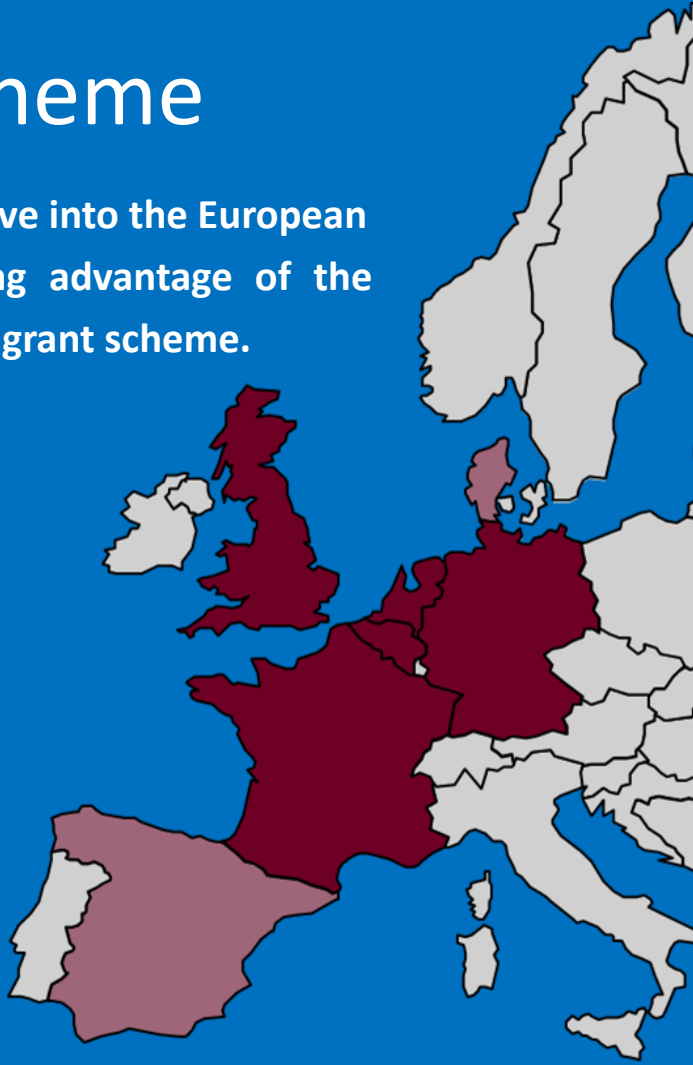 heme
ve into the European
ng advantage of the
grant scheme.